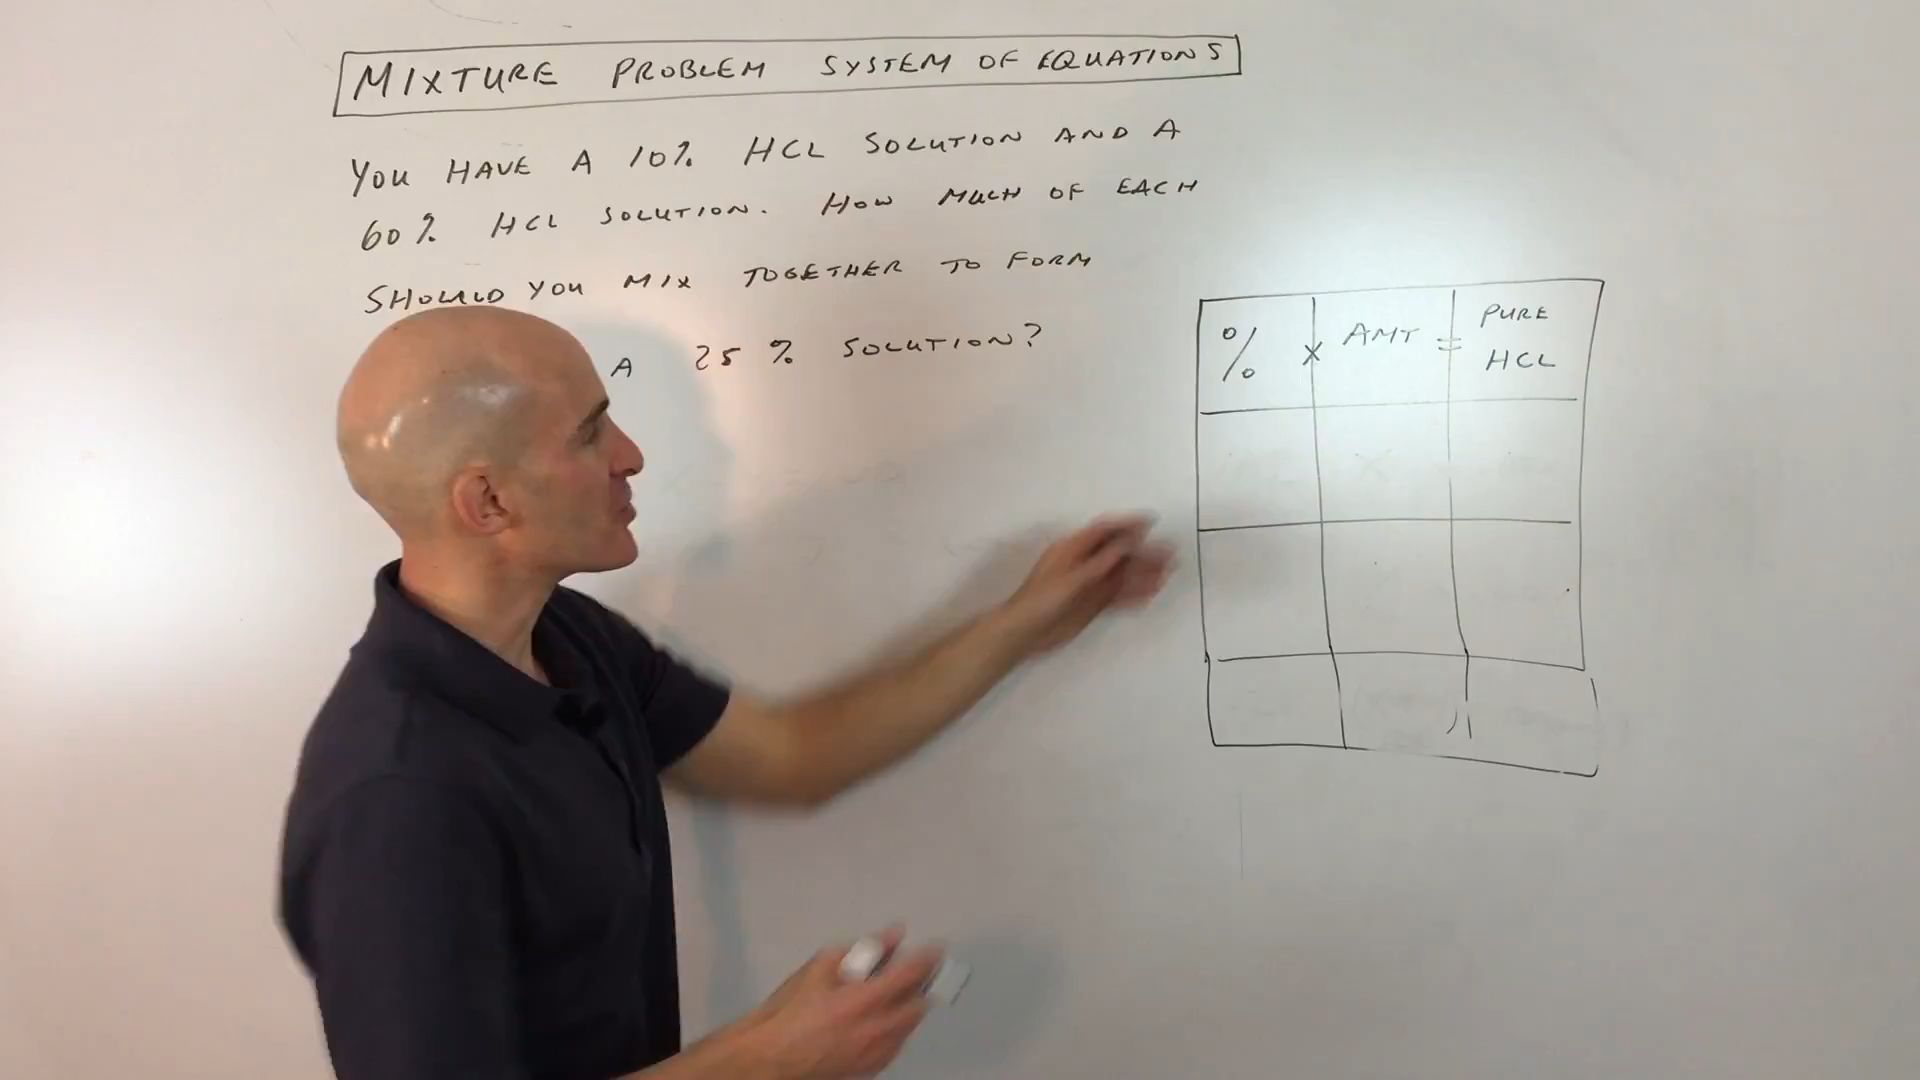 MIXTURE PROBLEM SYSTEM OF EQUATIONS
YOU HAVE A 10% HCL SOLUTION AND A
60% HCL SOLUTION. HOW MUCH OF EACH
SHOULD YOU MIX TOGETHER TO FORM
A 25% SOLUTION?
% x AMT = PURE
HCL